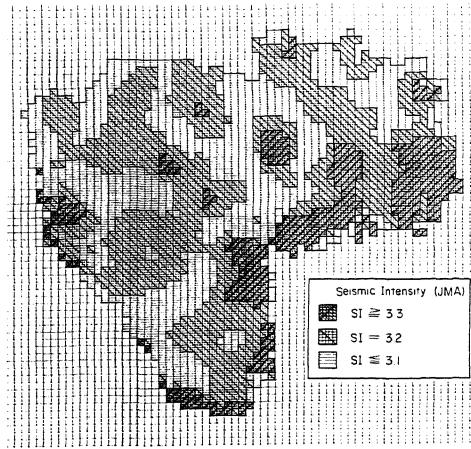 Seismic Intensity (JMA)
SI ≧ 3.3
SI = 3.2
SI ≦ 3.1